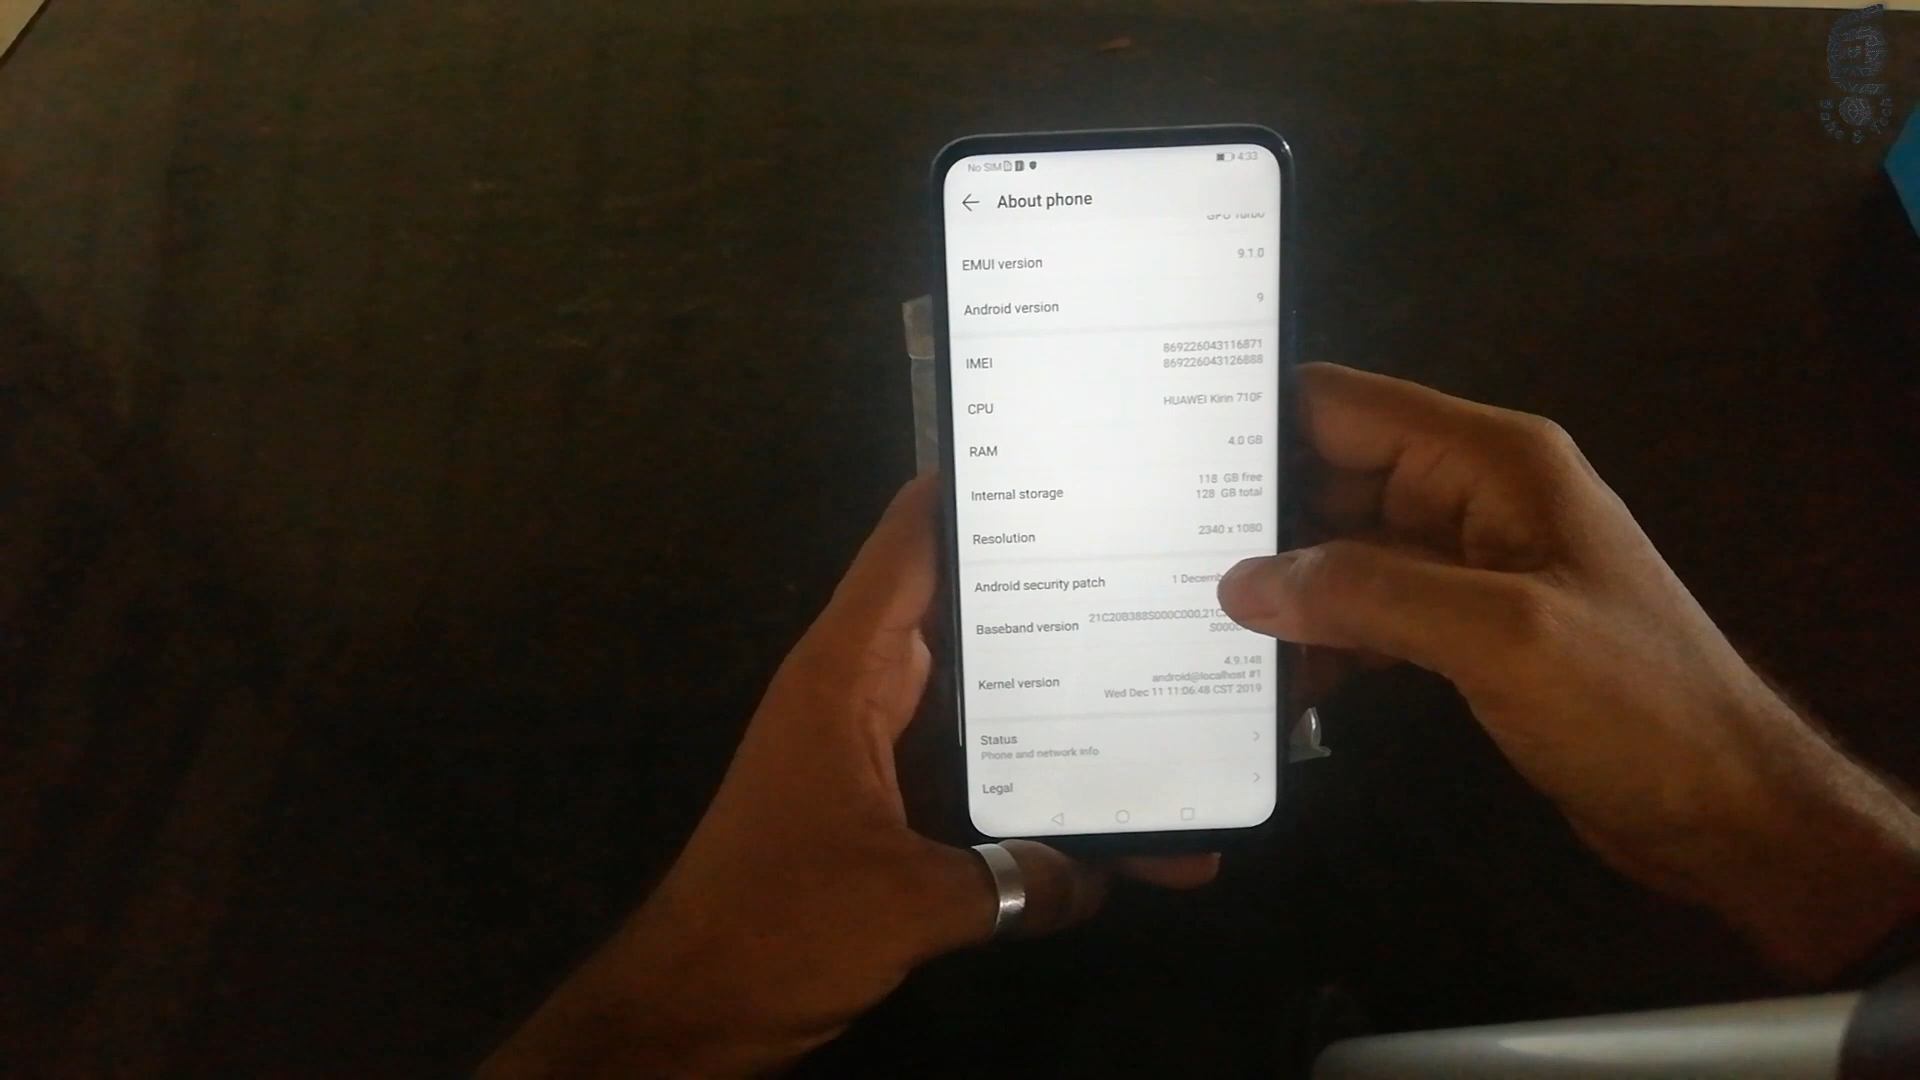 No SIM
4:33
About phone
EMUI version
9.1.0
Android version
9
IMEI
869226043116871
869226043126888
CPU
HUAWEI Kirin 710F
RAM
4.0 GB
Internal storage
118 GB free
128 GB total
Resolution
2340 x 1080
Android security patch
1
Baseband version
Kernel version
4.9.148
android@localhost #1
Wed Dec 11 11:06:48 CST 2019
Status
Phone and network info
Legal